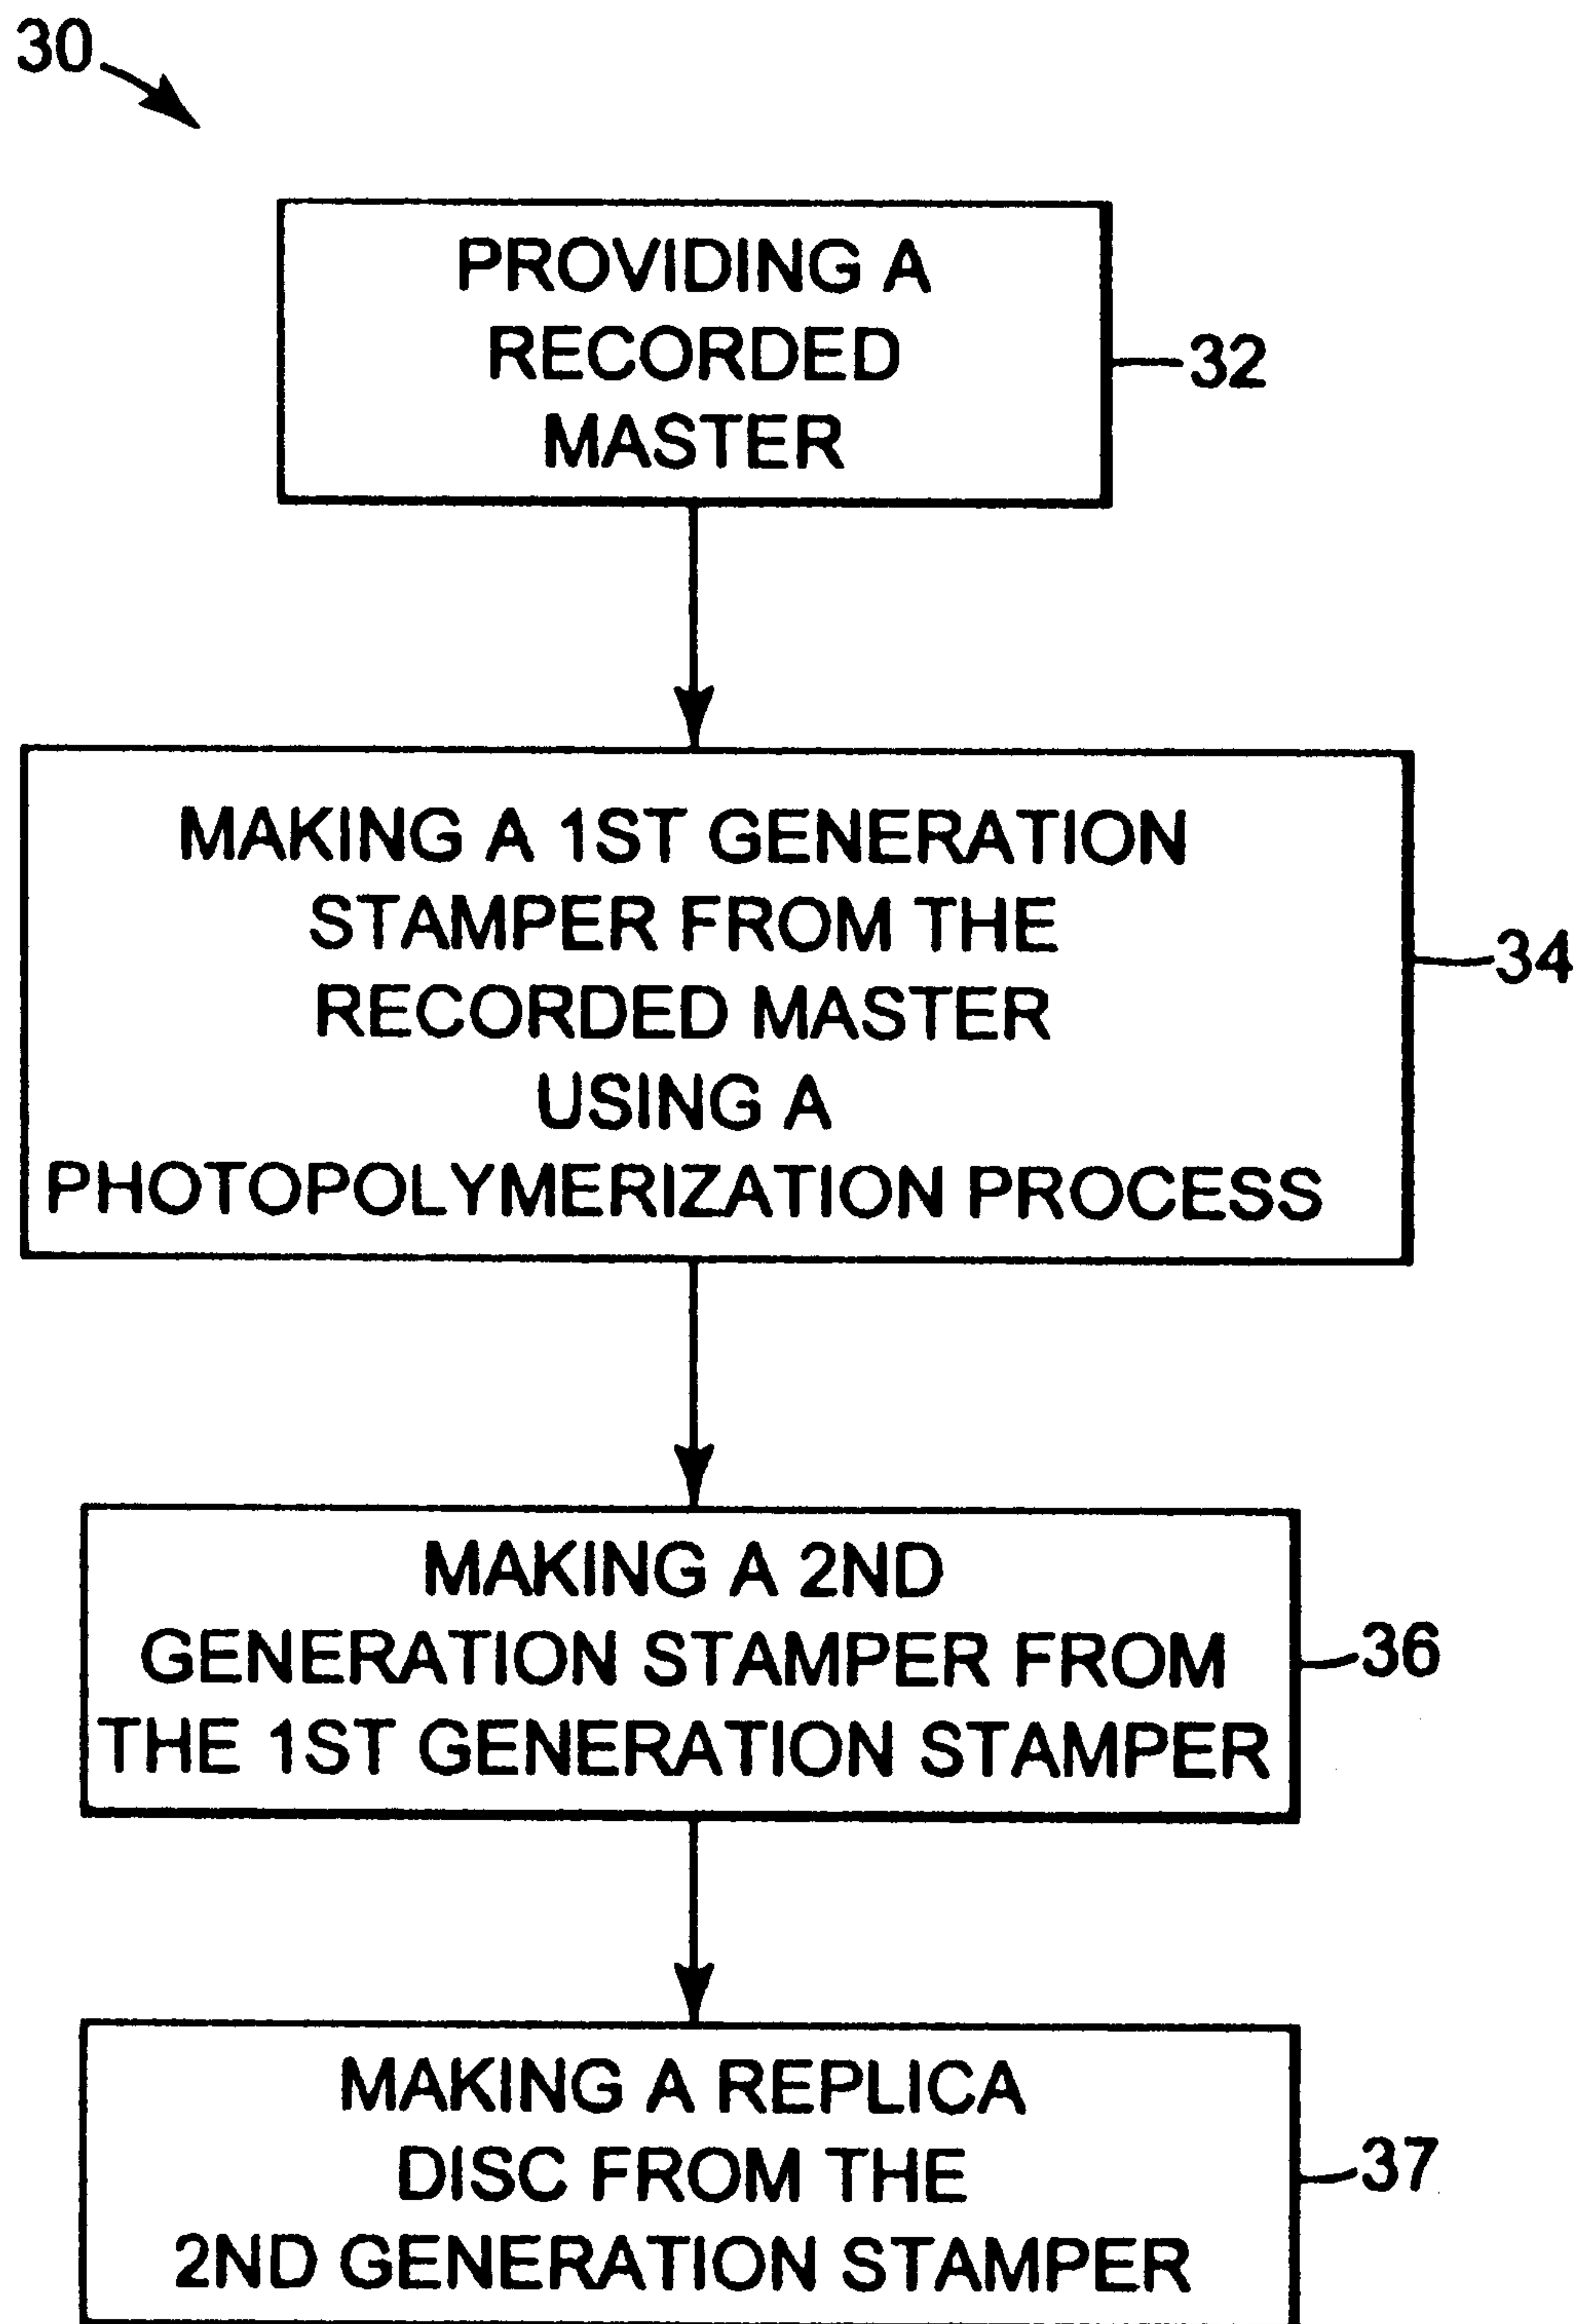 30
PROVIDING A
RECORDED
MASTER
32
MAKING A 1ST GENERATION
STAMPER FROM THE
RECORDED MASTER
USING A
PHOTOPOLYMERIZATION PROCESS
34
MAKING A 2ND
GENERATION STAMPER FROM
THE 1ST GENERATION STAMPER
36
MAKING A REPLICA
DISC FROM THE
2ND GENERATION STAMPER
37